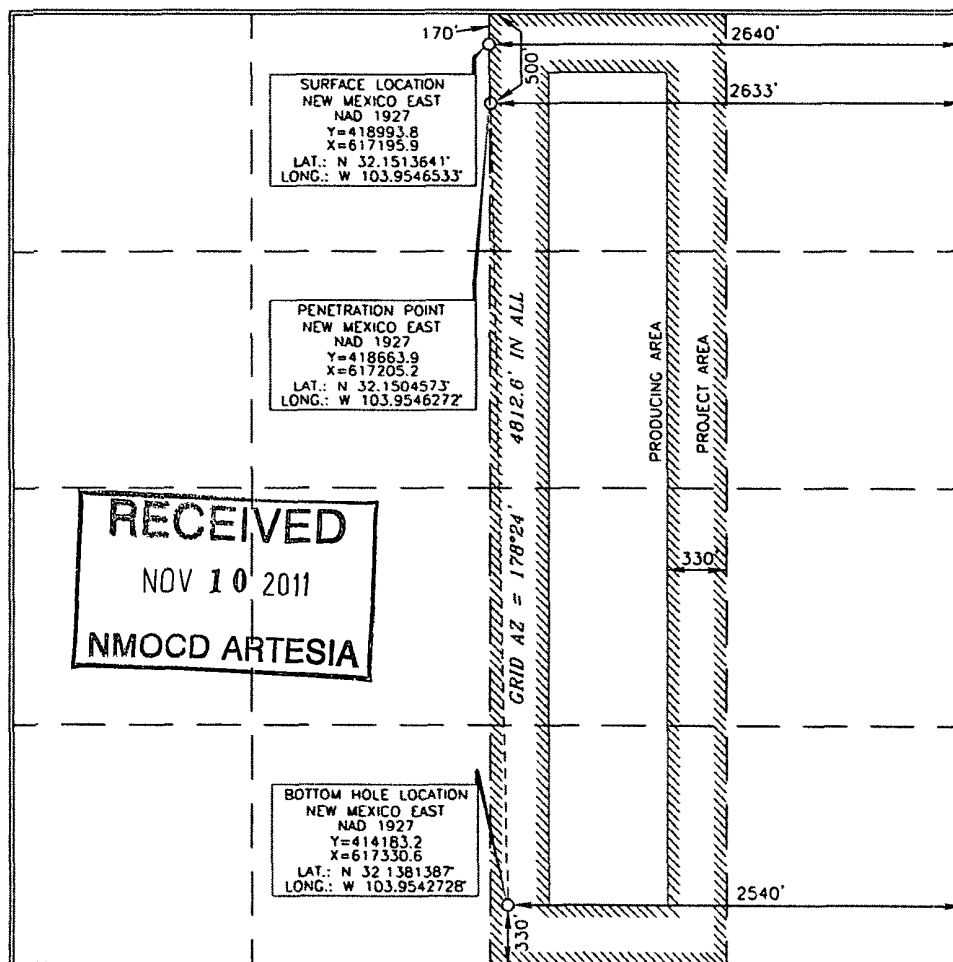 170'
2640'
500'
2633'
SURFACE LOCATION
NEW MEXICO EAST
NAD 1927
Y=418993.8
X=617195.9
LAT.: N 32.1513641°
LONG.: W 103.9546533°
PENETRATION POINT
NEW MEXICO EAST
NAD 1927
Y=418663.9
X=617205.2
LAT.: N 32.1504573°
LONG.: W 103.9546272°
GRID AZ = 178°24' 4812.6' IN ALL
PRODUCING AREA
PROJECT AREA
RECEIVED
NOV 10 2011
NMOCD ARTESIA
330'
BOTTOM HOLE LOCATION
NEW MEXICO EAST
NAD 1927
Y=414183.2
X=617330.6
LAT.: N 32 1381387°
LONG.: W 103.9542728°
2540'
330'